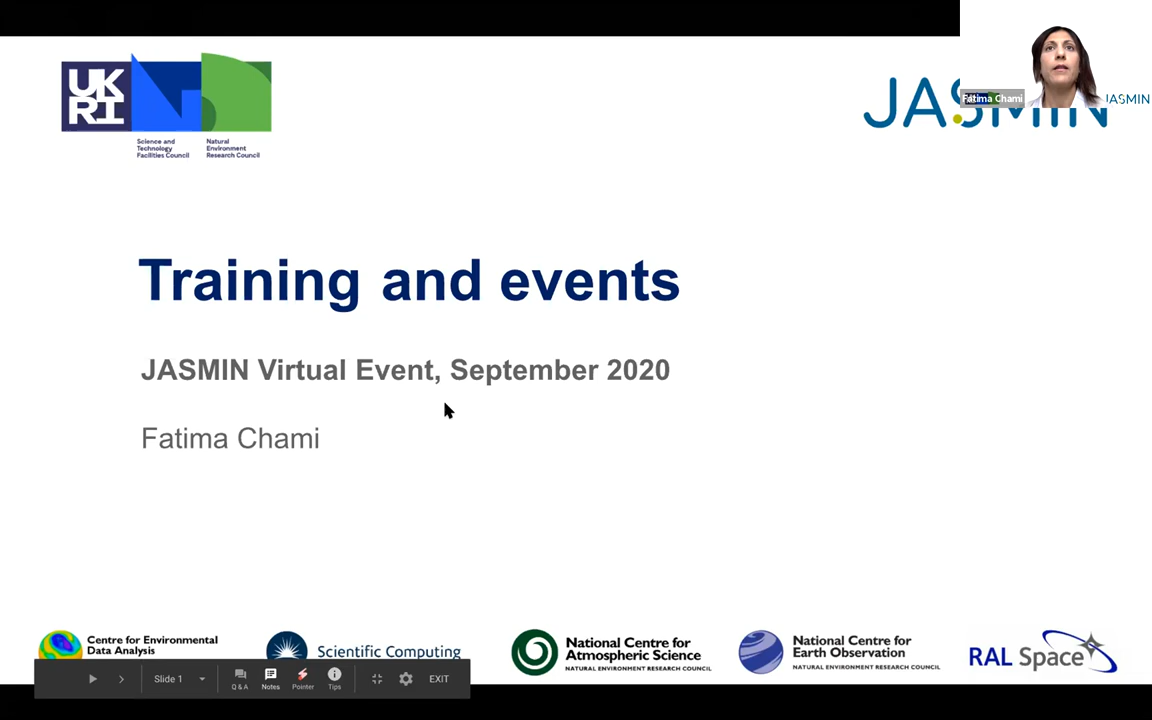 UK
RI
Science and
Technology
Facilities Council
Natural
Environment
Research Council
JASMIN
Fatima Chami
JASMIN
Training and events
JASMIN Virtual Event, September 2020
Fatima Chami
Centre for Environmental
Data Analysis
Scientific Computing
National Centre for
Atmospheric Science
NATURAL ENVIRONMENT RESEARCH COUNCIL
National Centre for
Earth Observation
NATURAL ENVIRONMENT RESEARCH COUNCIL
RAL Space
Slide 1
Q & A
Notes
Pointer
Tips
EXIT